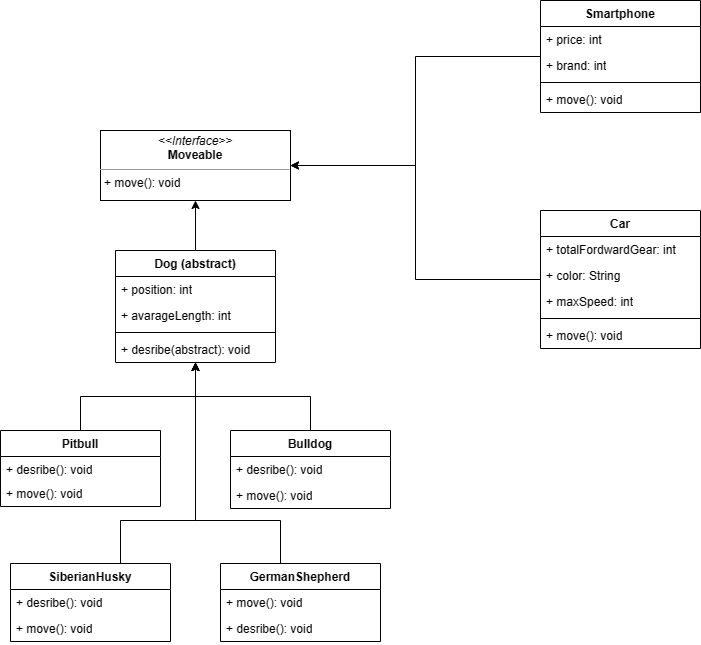 Smartphone
+ price: int
+ brand: int
+ move(): void
<<Interface>>
Moveable
+ move(): void
Car
+ totalFordwardGear: int
+ color: String
+ maxSpeed: int
+ move(): void
Dog (abstract)
+ position: int
+ avarageLength: int
+ desribe(abstract): void
Pitbull
+ desribe(): void
+ move(): void
Bulldog
+ desribe(): void
+ move(): void
SiberianHusky
+ desribe(): void
+ move(): void
GermanShepherd
+ move(): void
+ desribe(): void